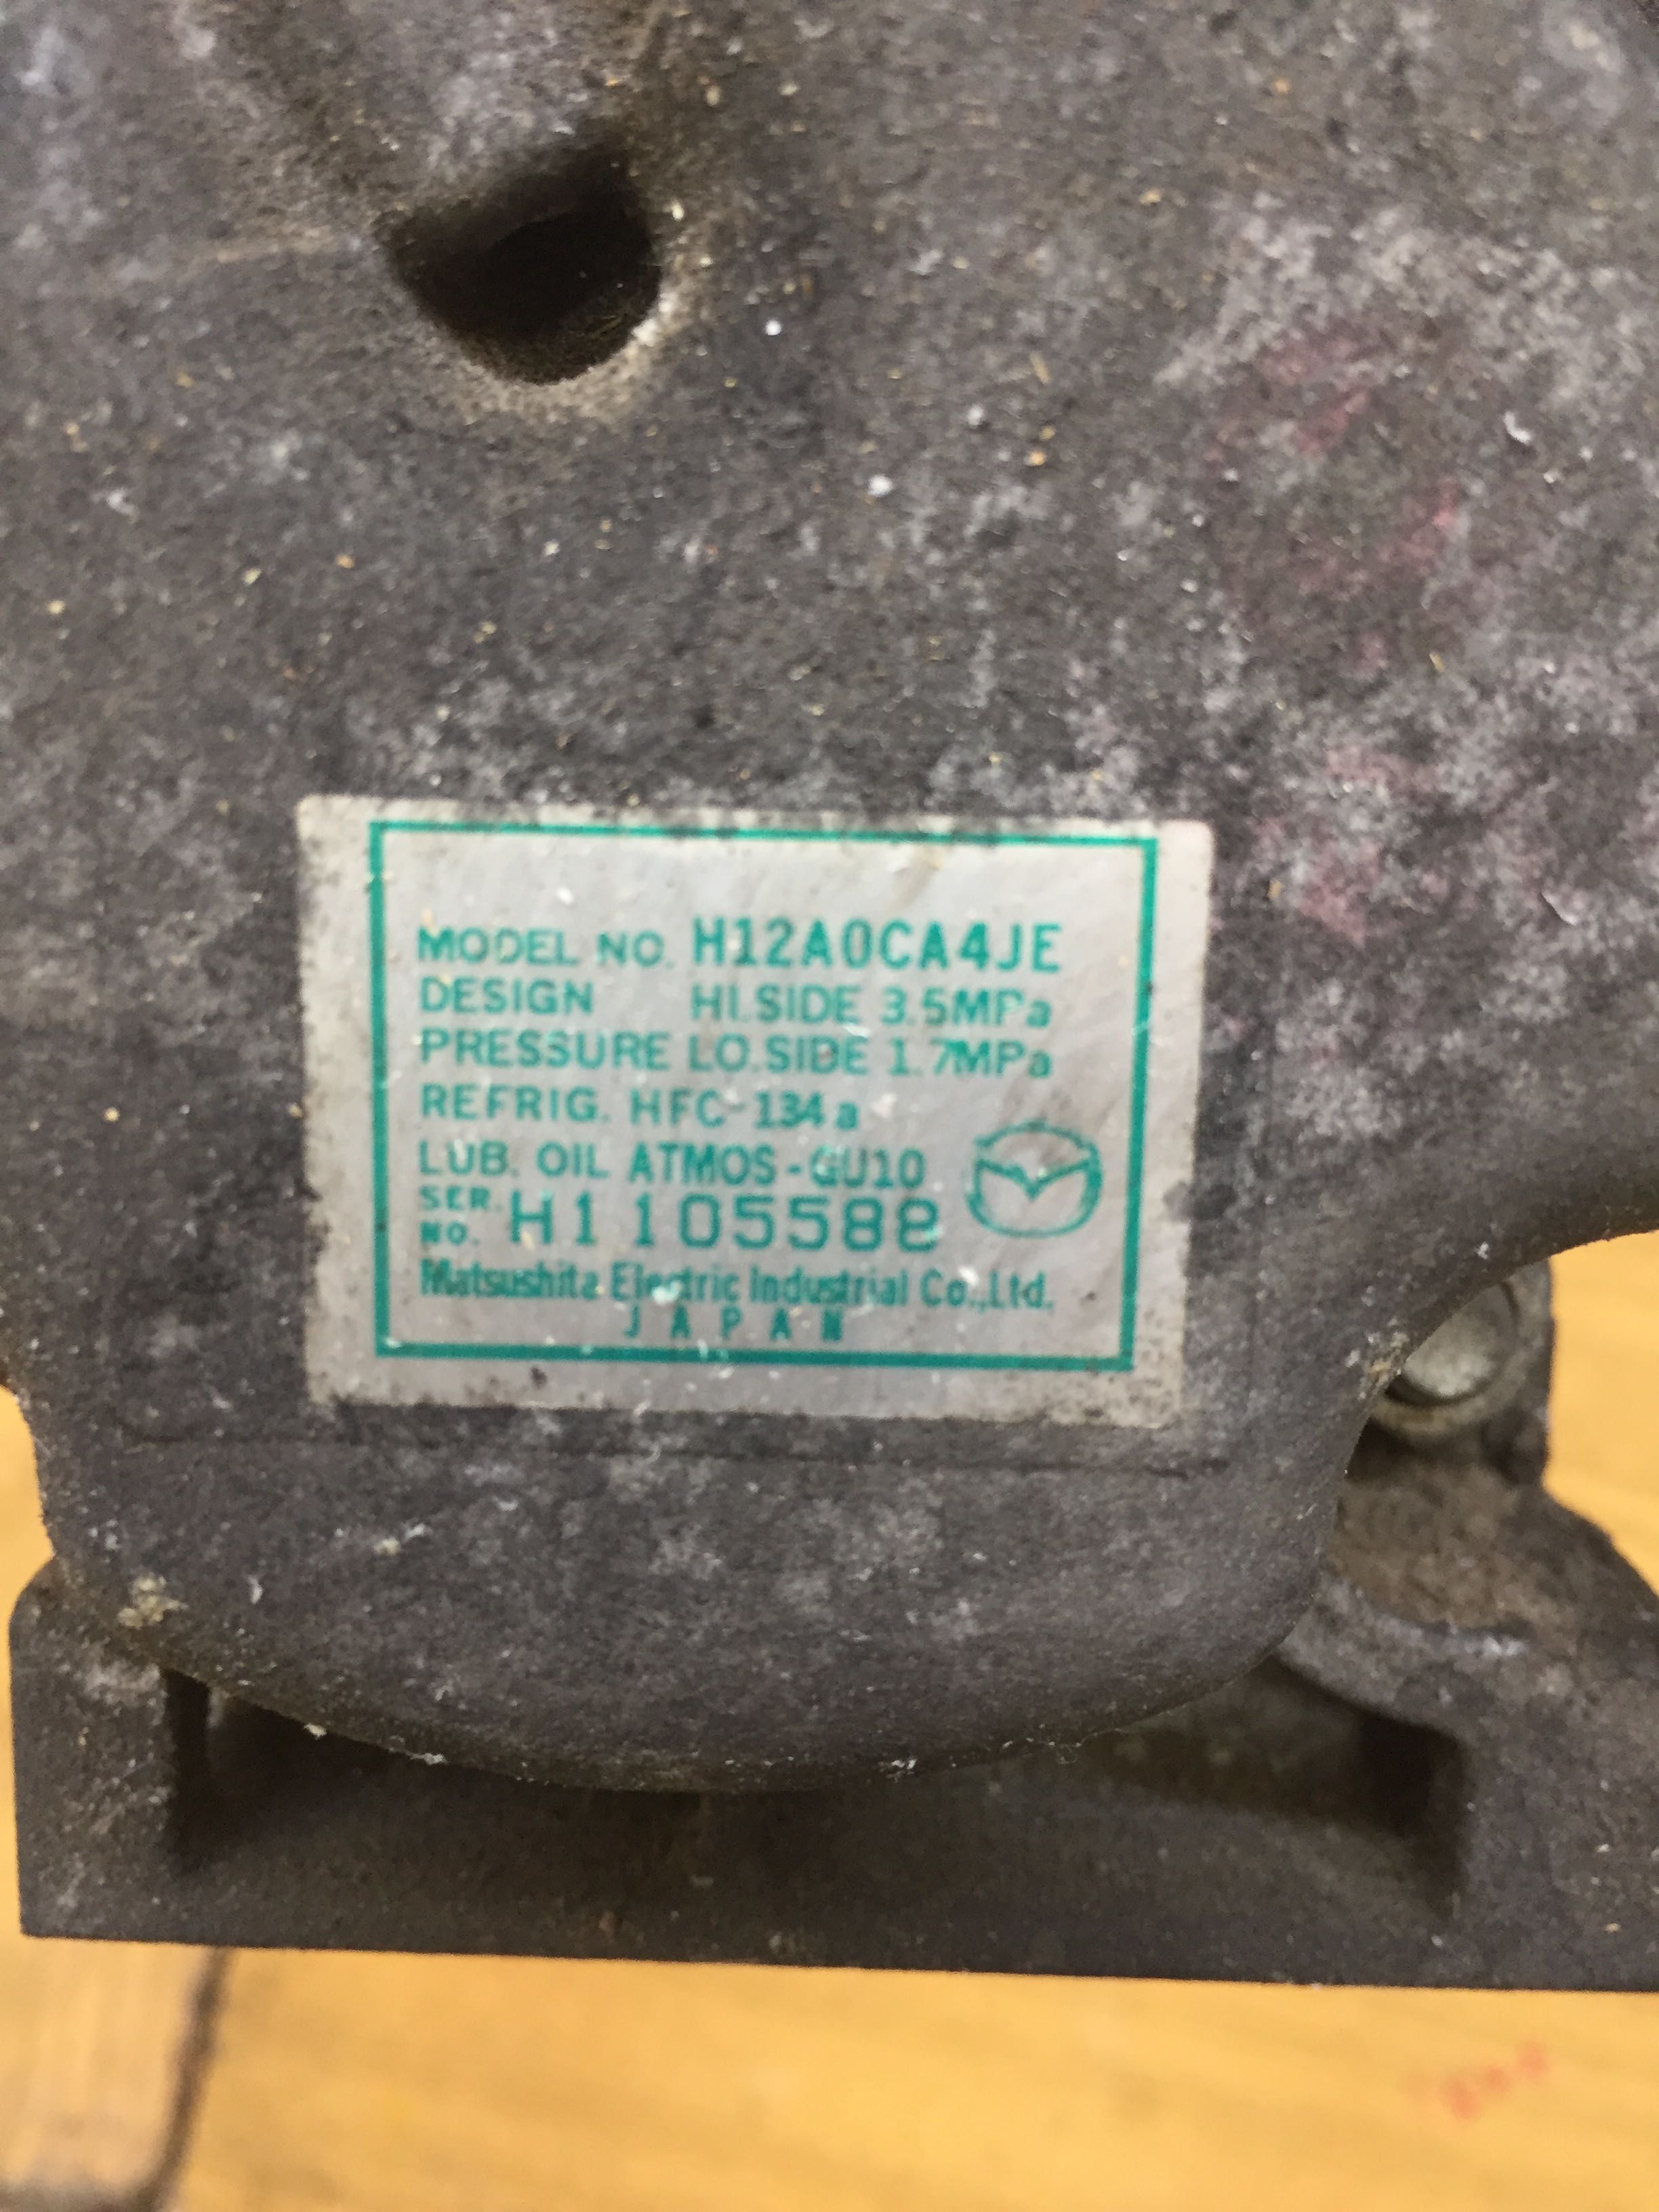 MODEL NO. H12A0CA4JE
DESIGN HI.SIDE 3.5MPa
PRESSURE LO.SIDE 1.7MPa
REFRIG. HFC-134a
LUB. OIL ATMOS-GU10
SER. NO. H1105588
Matsushita Electric Industrial Co.,Ltd.
JAPAN